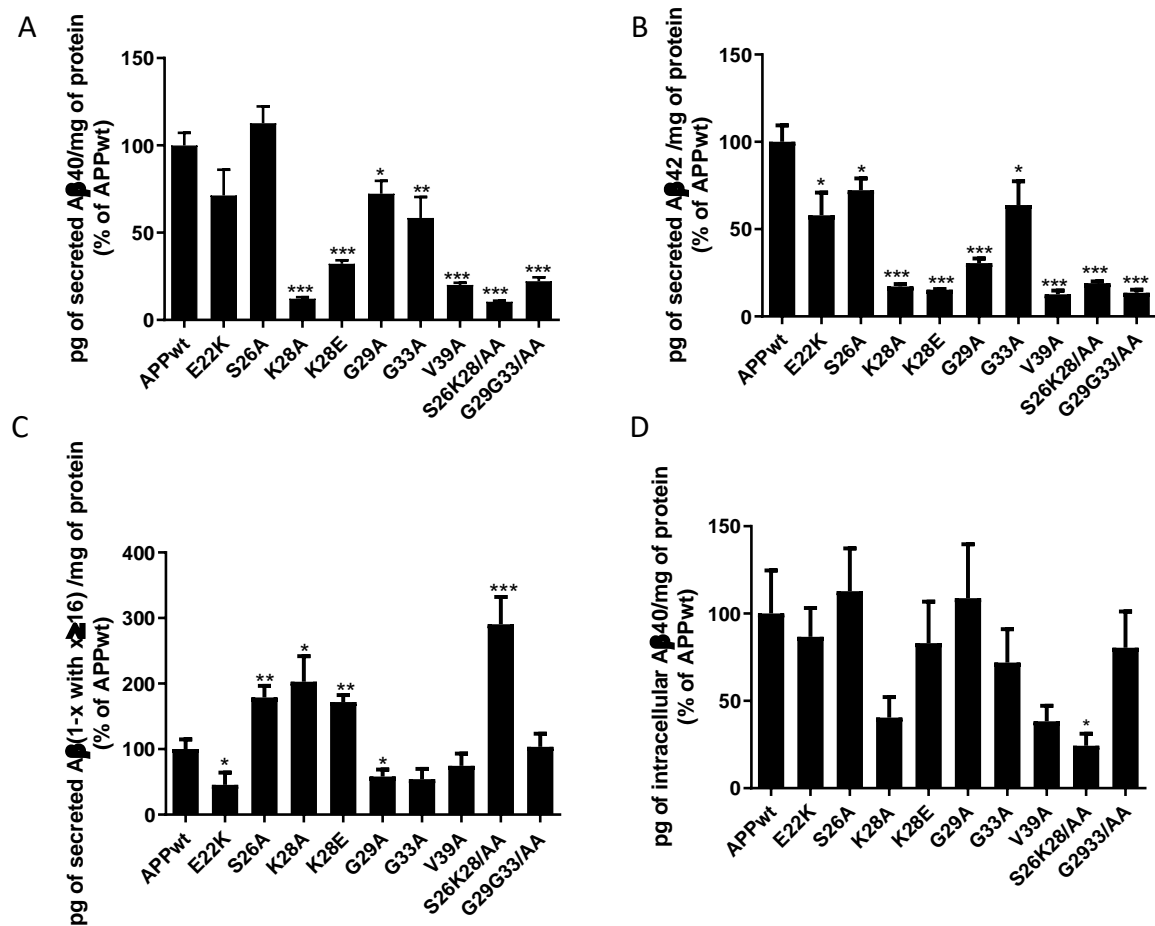 A
pg of secreted Aβ40/mg of protein
(% of APPwt)
150
100
50
0
*
**
***
***
***
***
***
APPwt
E22K
S26A
K28A
K28E
G29A
G33A
V39A
S26K28/AA
G29G33/AA
B
pg of secreted Aβ42 /mg of protein
(% of APPwt)
150
100
50
0
*
*
***
***
***
*
***
***
***
APPwt
E22K
S26A
K28A
K28E
G29A
G33A
V39A
S26K28/AA
G29G33/AA
C
pg of secreted Aβ(1-x with x≥16) /mg of protein
(% of APPwt)
400
300
200
100
0
*
**
*
**
*
***
APPwt
E22K
S26A
K28A
K28E
G29A
G33A
V39A
S26K28/AA
G29G33/AA
D
pg of intracellular Aβ40/mg of protein
(% of APPwt)
150
100
50
0
*
APPwt
E22K
S26A
K28A
K28E
G29A
G33A
V39A
S26K28/AA
G2933/AA